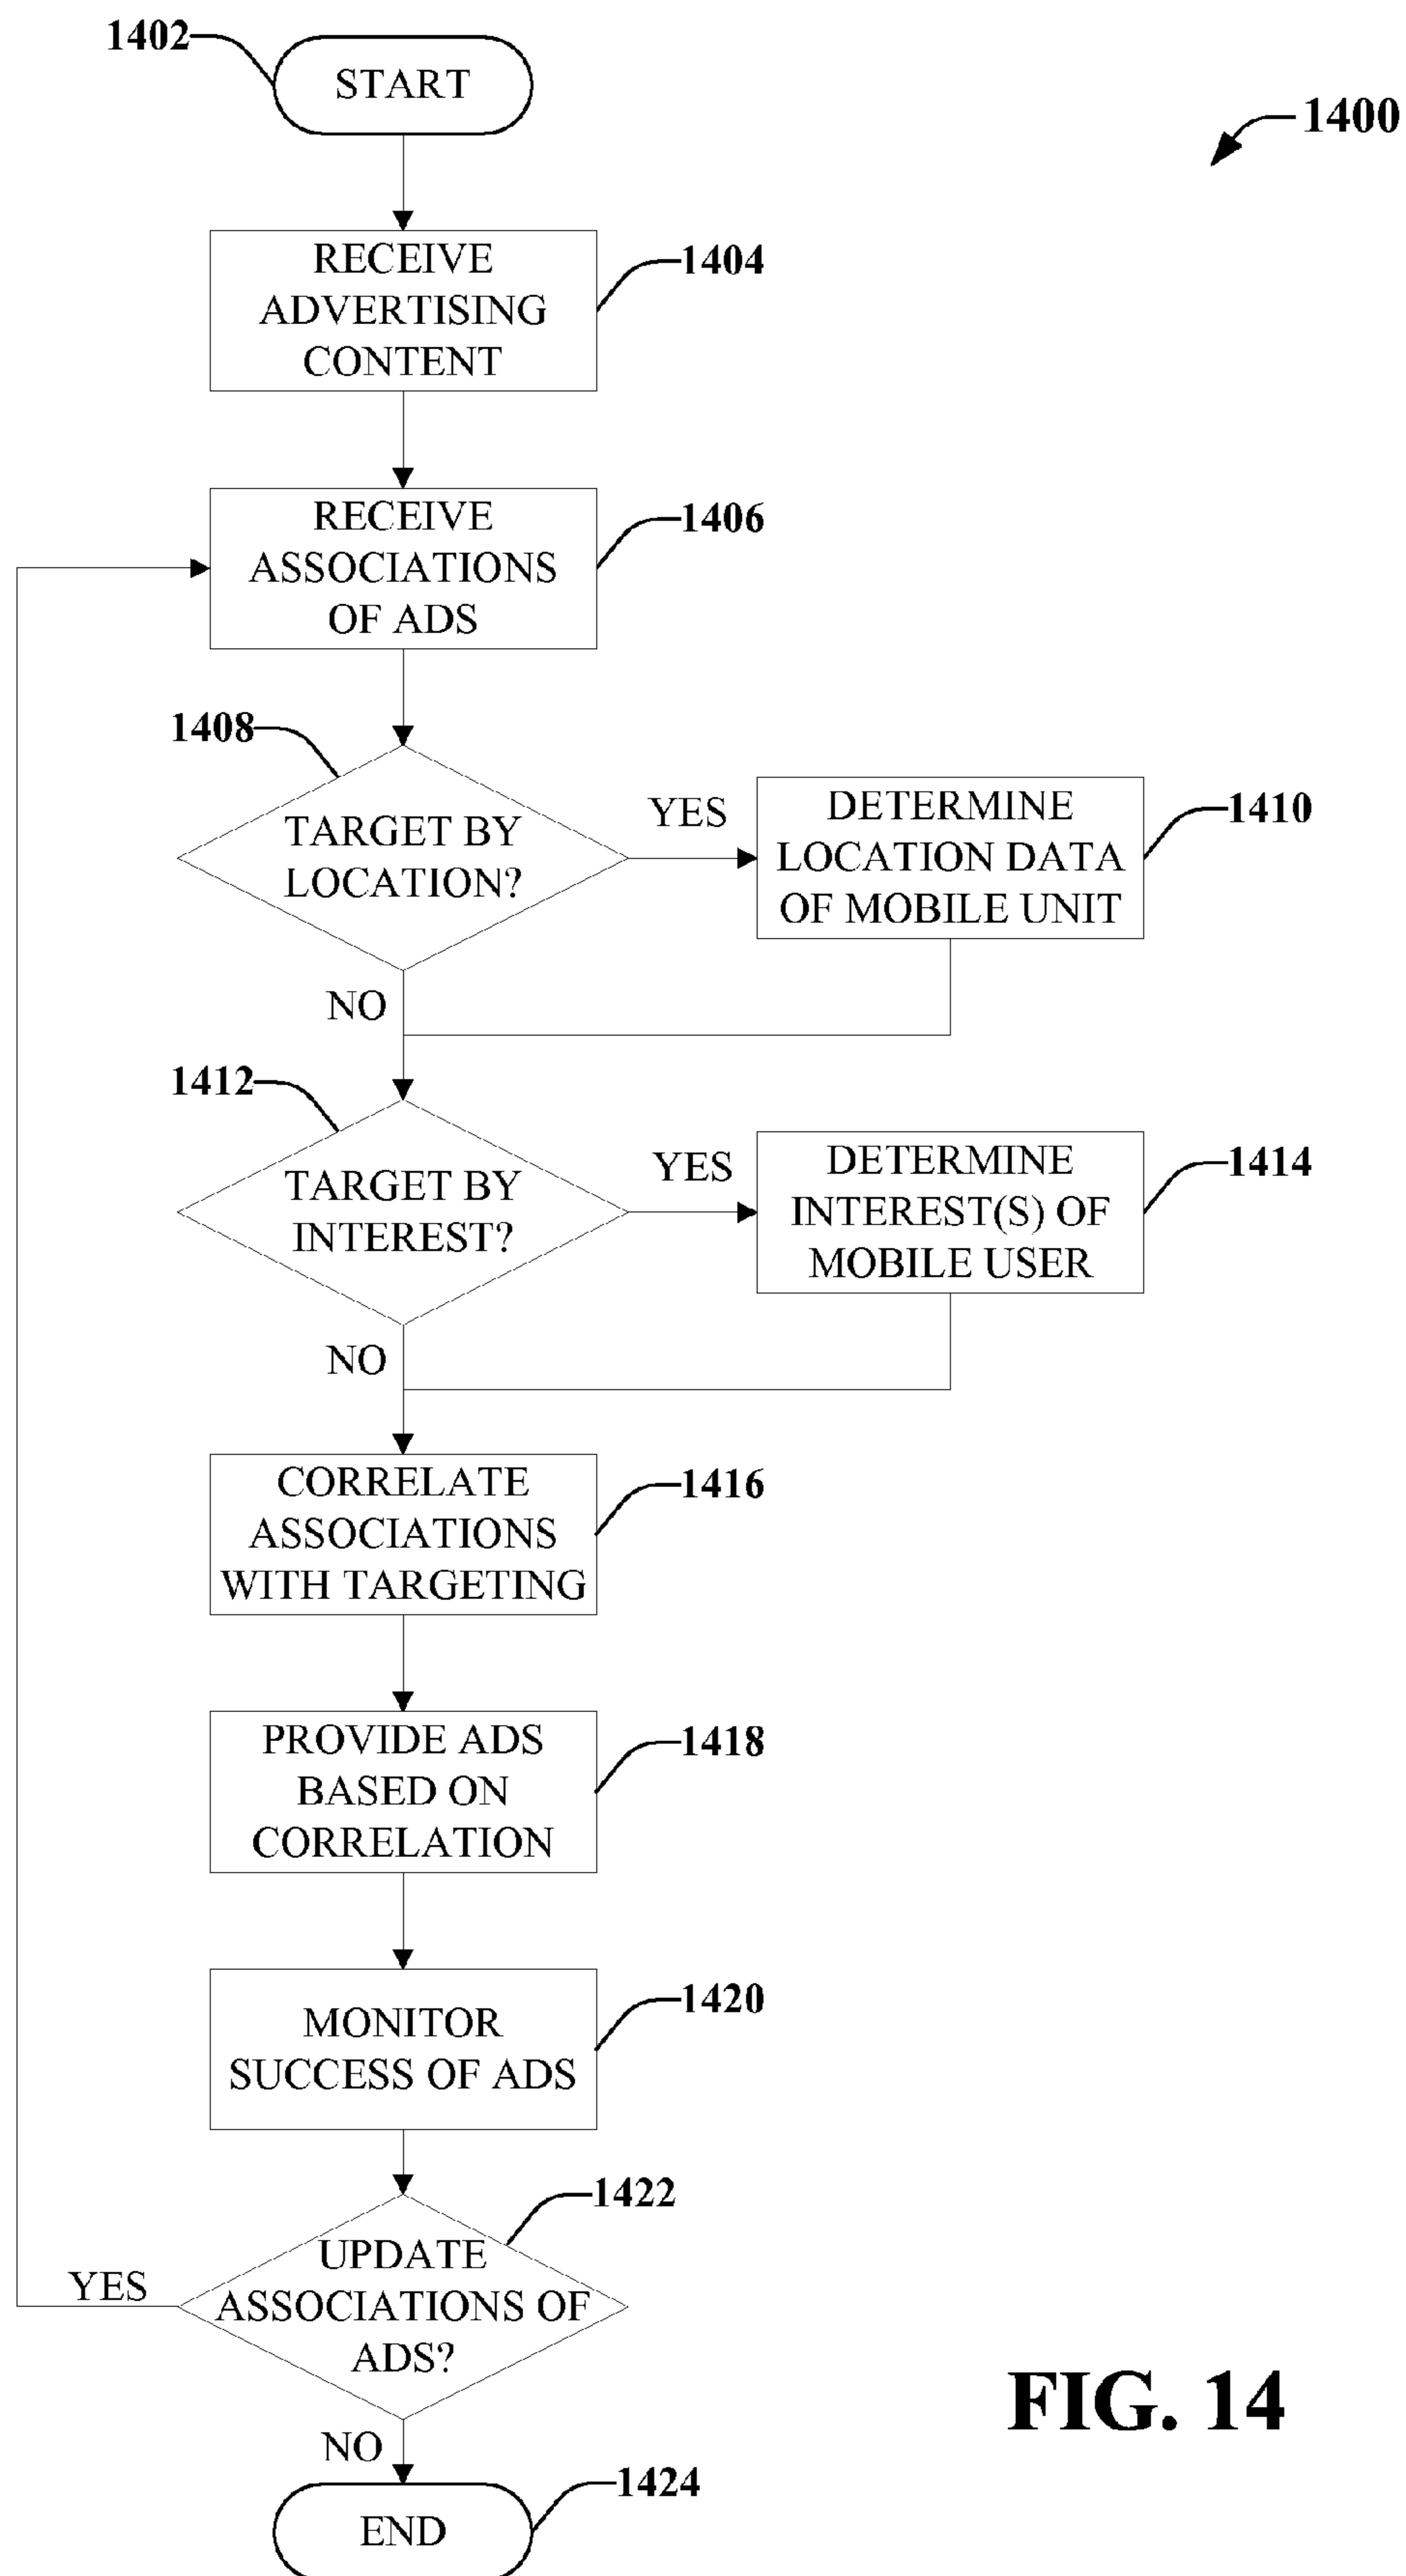 1402
START
1400
RECEIVE
ADVERTISING
CONTENT
1404
RECEIVE
ASSOCIATIONS
OF ADS
1406
1408
TARGET BY
LOCATION?
YES
DETERMINE
LOCATION DATA
OF MOBILE UNIT
1410
NO
1412
TARGET BY
INTEREST?
YES
DETERMINE
INTEREST(S) OF
MOBILE USER
1414
NO
CORRELATE
ASSOCIATIONS
WITH TARGETING
1416
PROVIDE ADS
BASED ON
CORRELATION
1418
MONITOR
SUCCESS OF ADS
1420
1422
UPDATE
ASSOCIATIONS OF
ADS?
YES
NO
END
1424
FIG. 14